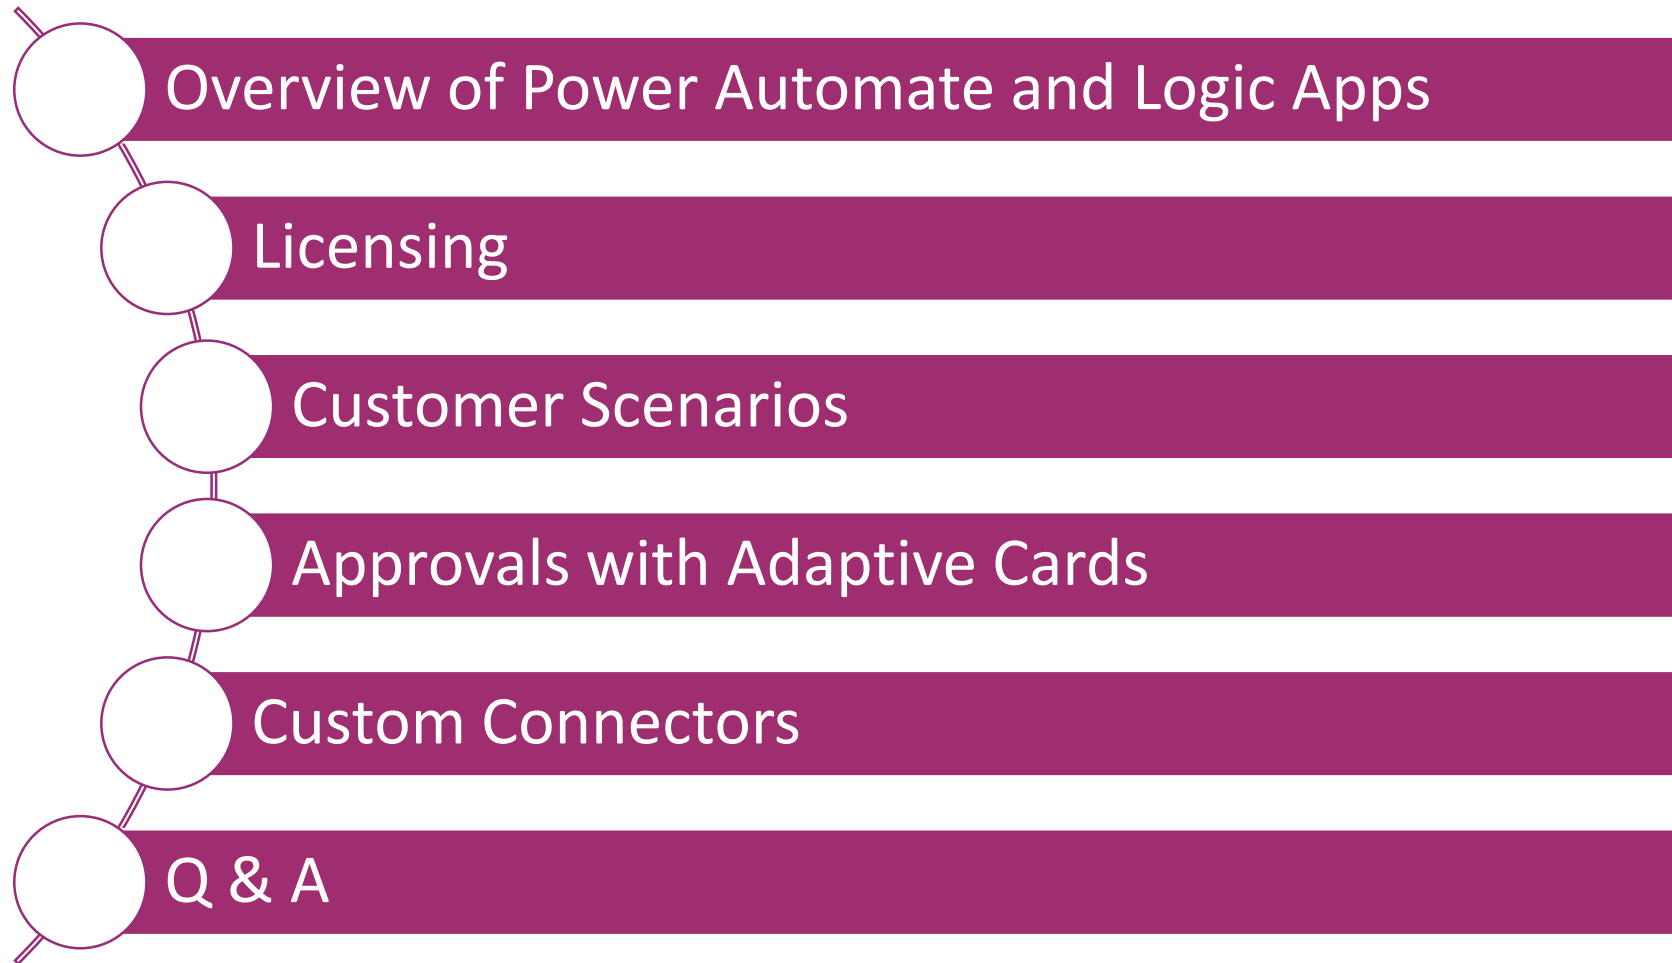 Overview of Power Automate and Logic Apps
Licensing
Customer Scenarios
Approvals with Adaptive Cards
Custom Connectors
Q & A